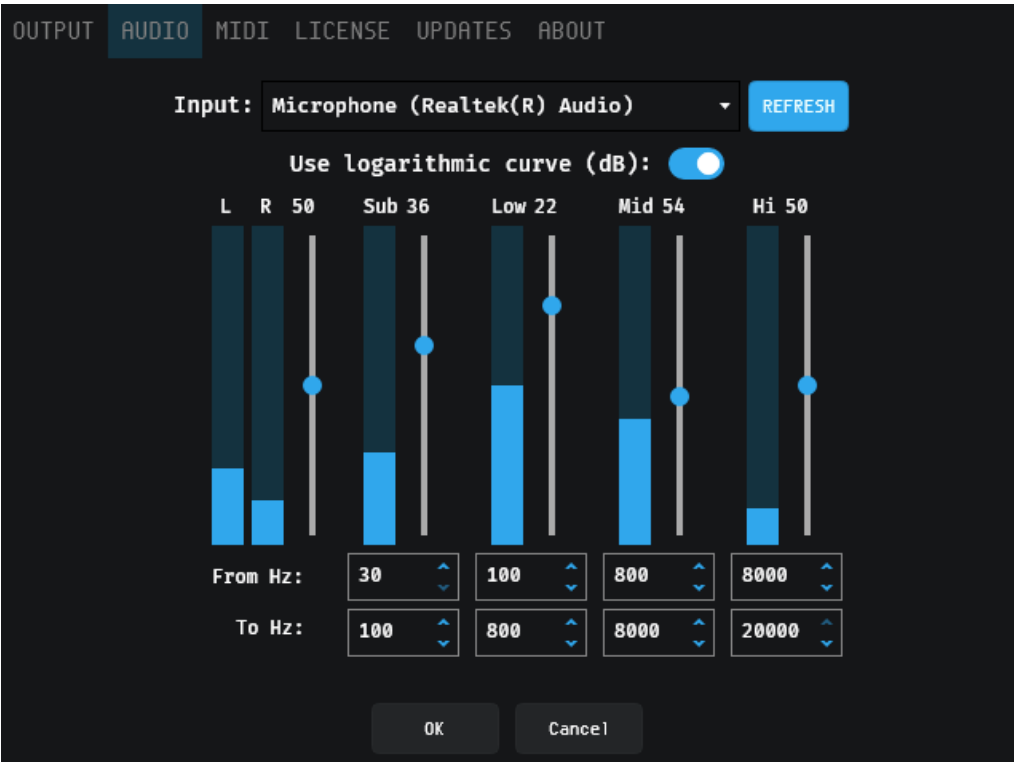 OUTPUT AUDIO MIDI LICENSE UPDATES ABOUT
Input: Microphone (Realtek(R) Audio) REFRESH
Use logarithmic curve (dB):
L R 50 Sub 36 Low 22 Mid 54 Hi 50
From Hz: 30 100 800 8000
To Hz: 100 800 8000 20000
OK Cancel